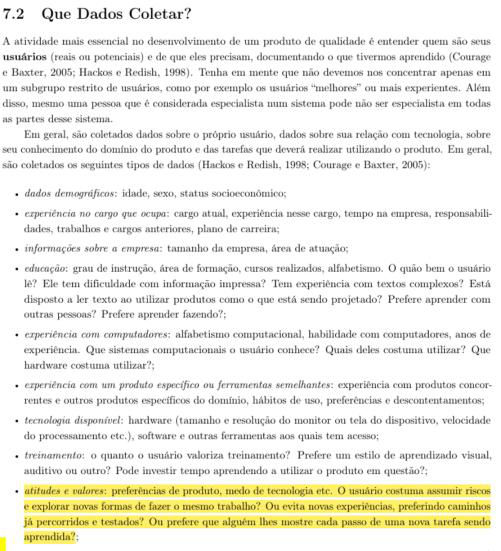 7.2 Que Dados Coletar?
A atividade mais essencial no desenvolvimento de um produto de qualidade é entender quem são seus
usuários (reais ou potenciais) e de que eles precisam, documentando o que tivermos aprendido (Courage
e Baxter, 2005; Hackos e Redish, 1998). Tenha em mente que não devemos nos concentrar apenas em
um subgrupo restrito de usuários, como por exemplo os usuários “melhores” ou mais experientes. Além
disso, mesmo uma pessoa que é considerada especialista num sistema pode não ser especialista em todas
as partes desse sistema.
Em geral, são coletados dados sobre o próprio usuário, dados sobre sua relação com tecnologia, sobre
seu conhecimento do domínio do produto e das tarefas que deverá realizar utilizando o produto. Em geral,
são coletados os seguintes tipos de dados (Hackos e Redish, 1998; Courage e Baxter, 2005):
• dados demográficos: idade, sexo, status socioeconômico;
• experiência no cargo que ocupa: cargo atual, experiência nesse cargo, tempo na empresa, responsabili-
dades, trabalhos e cargos anteriores, plano de carreira;
• informações sobre a empresa: tamanho da empresa, área de atuação;
• educação: grau de instrução, área de formação, cursos realizados, alfabetismo. O quão bem o usuário
lê? Ele tem dificuldade com informação impressa? Tem experiência com textos complexos? Está
disposto a ler texto ao utilizar produtos como o que está sendo projetado? Prefere aprender com
outras pessoas? Prefere aprender fazendo?;
• experiência com computadores: alfabetismo computacional, habilidade com computadores, anos de
experiência. Que sistemas computacionais o usuário conhece? Quais deles costuma utilizar? Que
hardware costuma utilizar?;
• experiência com um produto específico ou ferramentas semelhantes: experiência com produtos concor-
rentes e outros produtos específicos do domínio, hábitos de uso, preferências e descontentamentos;
• tecnologia disponível: hardware (tamanho e resolução do monitor ou tela do dispositivo, velocidade
do processamento etc.), software e outras ferramentas aos quais tem acesso;
• treinamento: o quanto o usuário valoriza treinamento? Prefere um estilo de aprendizado visual,
auditivo ou outro? Pode investir tempo aprendendo a utilizar o produto em questão?;
• atitudes e valores: preferências de produto, medo de tecnologia etc. O usuário costuma assumir riscos
e explorar novas formas de fazer o mesmo trabalho? Ou evita novas experiências, preferindo caminhos
já percorridos e testados? Ou prefere que alguém lhes mostre cada passo de uma nova tarefa sendo
aprendida?;